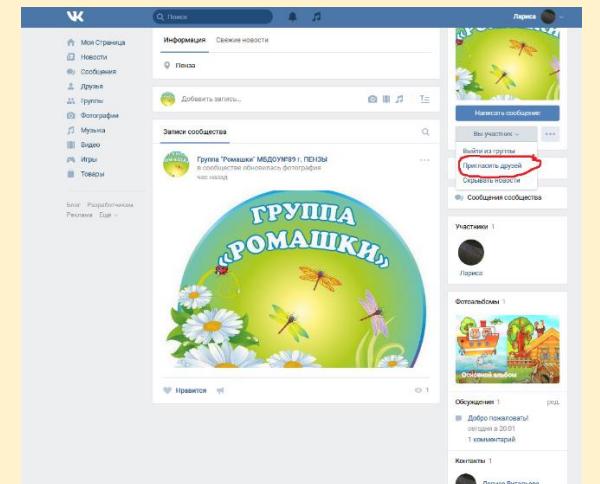 Поиск
Лариса
Моя Страница
Новости
Сообщения
Друзья
Группы
Фотографии
Музыка
Видео
Игры
Товары
Блог Разработчикам
Реклама Ещё
Информация Свежие новости
Пенза
Добавить запись...
Записи сообщества
Группа "Ромашки" МБДОУ№89 г. ПЕНЗЫ
в сообществе обновилась фотография
час назад
ГРУППА
«РОМАШКИ»
Нравится
1
«РОМАШКИ»
Написать сообщение
Вы участник
Выйти из группы
Пригласить друзей
Скрывать новости
Сообщения сообщества
Участники 1
Лариса
Фотоальбомы 1
Основной альбом
Обсуждения 1 ред.
Добро пожаловать!
сегодня в 20:01
1 комментарий
Контакты 1
Лариса